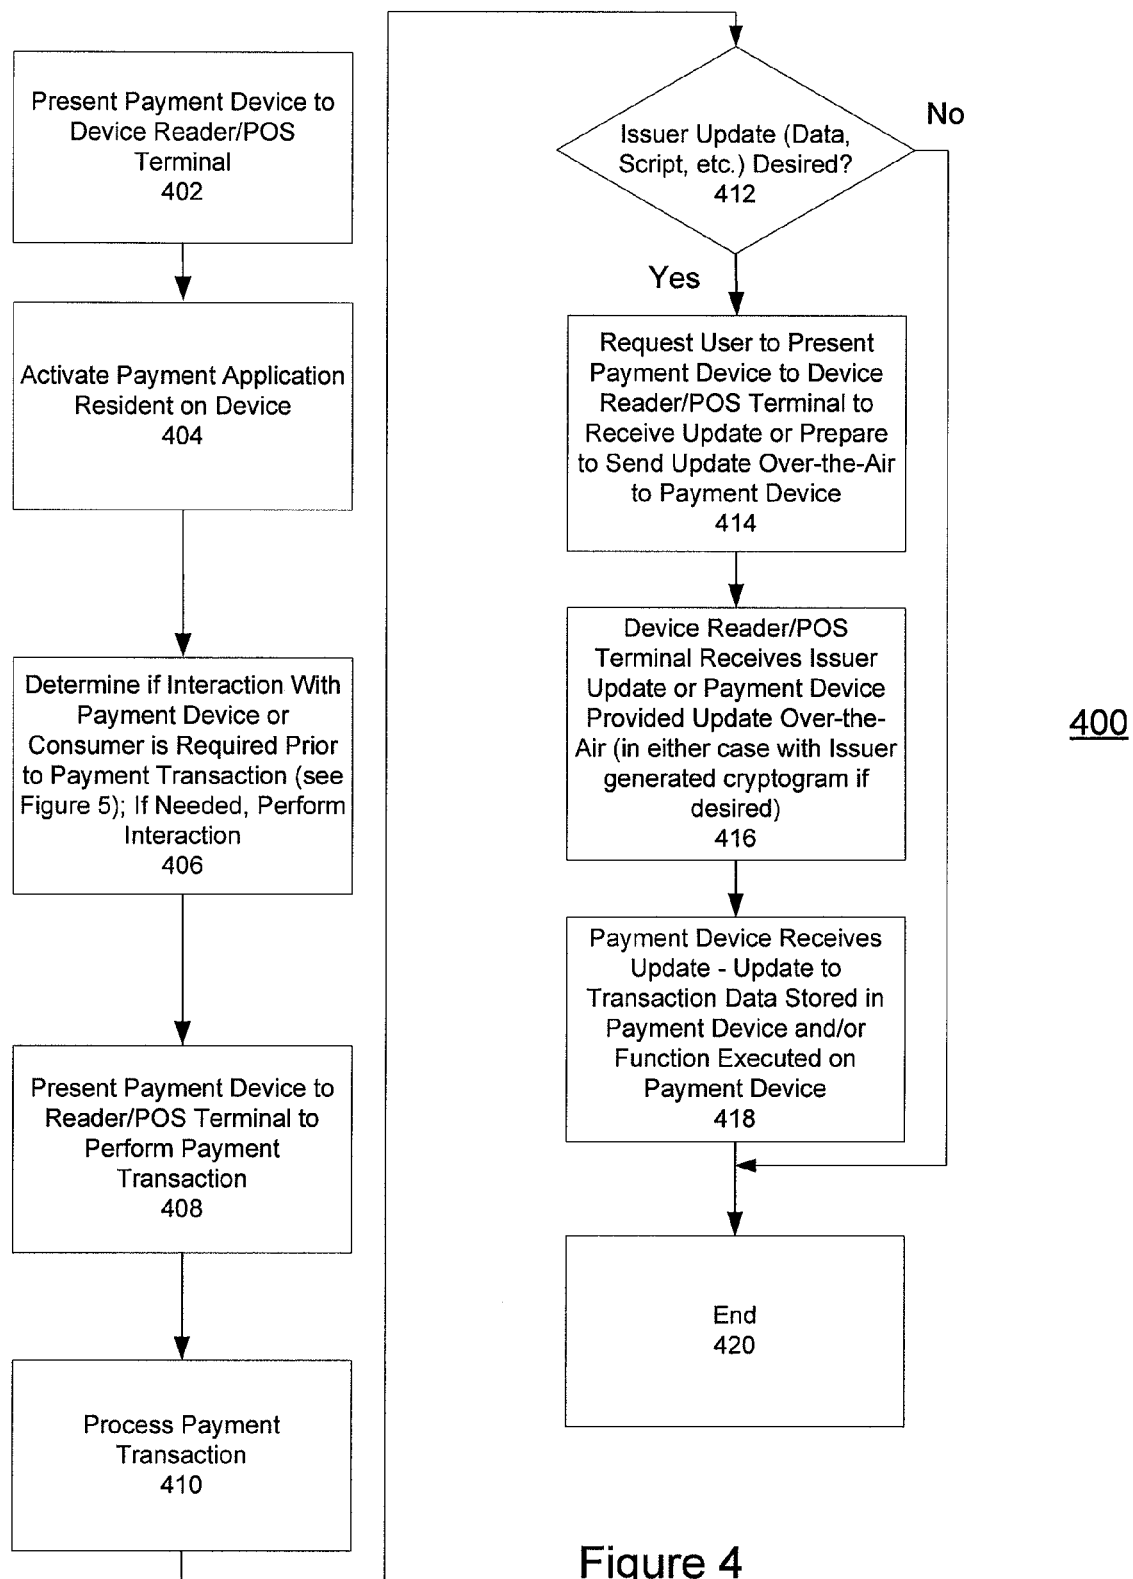 Present Payment Device to
Device Reader/POS
Terminal
402
Activate Payment Application
Resident on Device
404
Determine if Interaction With
Payment Device or
Consumer is Required Prior
to Payment Transaction (see
Figure 5); If Needed, Perform
Interaction
406
Present Payment Device to
Reader/POS Terminal to
Perform Payment
Transaction
408
Process Payment
Transaction
410
Issuer Update (Data,
Script, etc.) Desired?
412
No
Yes
Request User to Present
Payment Device to Device
Reader/POS Terminal to
Receive Update or Prepare
to Send Update Over-the-Air
to Payment Device
414
Device Reader/POS
Terminal Receives Issuer
Update or Payment Device
Provided Update Over-the-
Air (in either case with Issuer
generated cryptogram if
desired)
416
Payment Device Receives
Update - Update to
Transaction Data Stored in
Payment Device and/or
Function Executed on
Payment Device
418
End
420
400
Figure 4